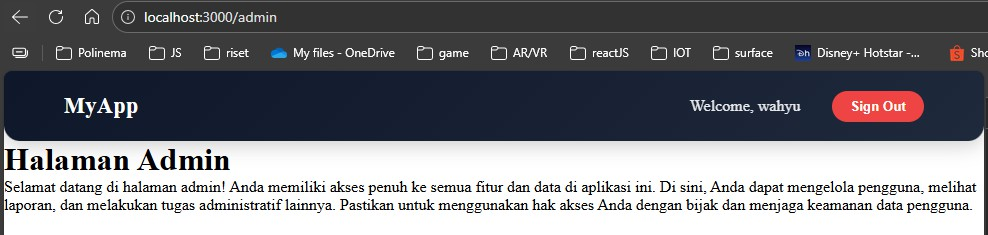 localhost:3000/admin
Polinema JS riset My files - OneDrive game AR/VR reactJS IOT surface Disney+ Hotstar -... Sho
MyApp Welcome, wahyu Sign Out
Halaman Admin
Selamat datang di halaman admin! Anda memiliki akses penuh ke semua fitur dan data di aplikasi ini. Di sini, Anda dapat mengelola pengguna, melihat
laporan, dan melakukan tugas administratif lainnya. Pastikan untuk menggunakan hak akses Anda dengan bijak dan menjaga keamanan data pengguna.